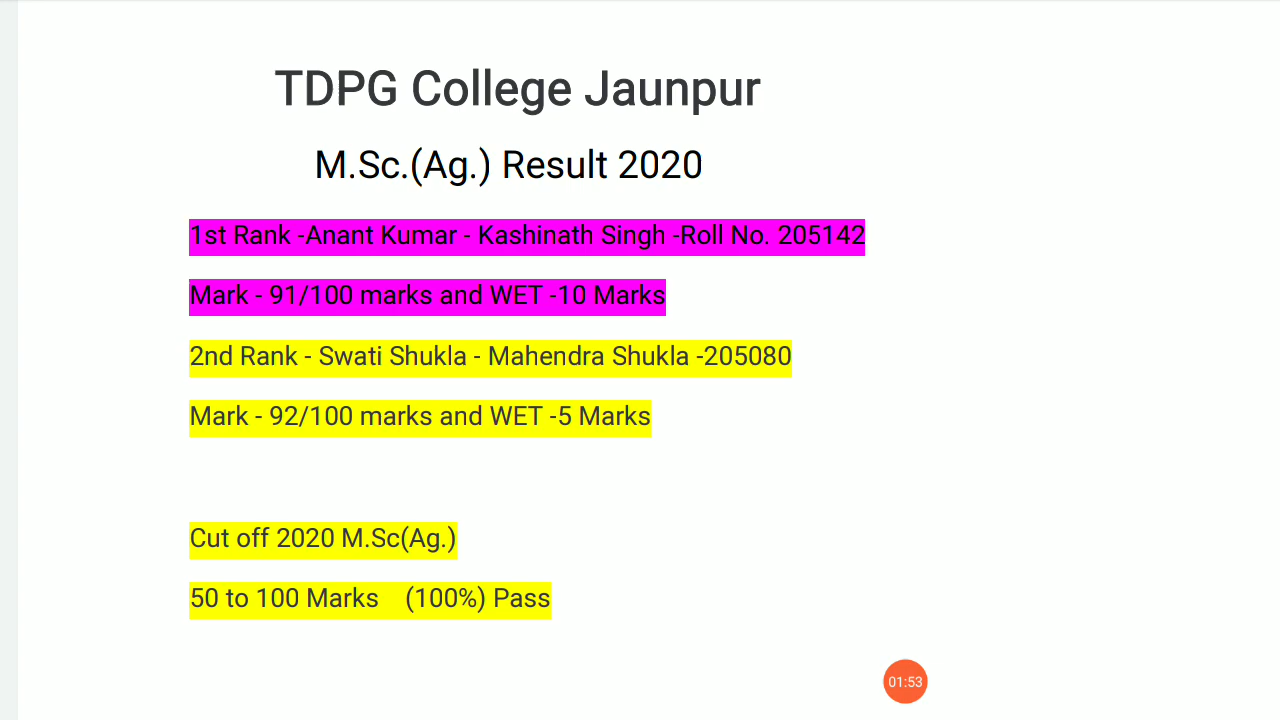 TDPG College Jaunpur
M.Sc.(Ag.) Result 2020
1st Rank -Anant Kumar - Kashinath Singh -Roll No. 205142
Mark - 91/100 marks and WET -10 Marks
2nd Rank - Swati Shukla - Mahendra Shukla -205080
Mark - 92/100 marks and WET -5 Marks
Cut off 2020 M.Sc(Ag.)
50 to 100 Marks (100%) Pass
01:53